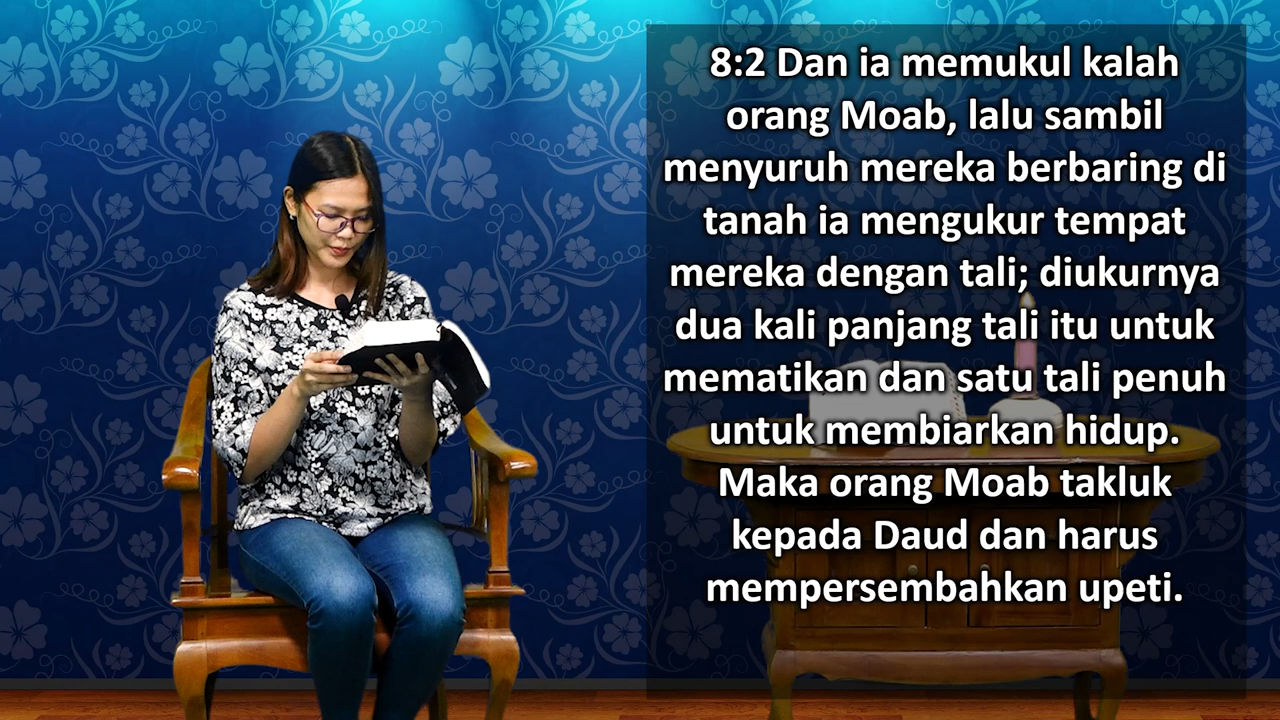 8:2 Dan ia memukul kalah
orang Moab, lalu sambil
menyuruh mereka berbaring di
tanah ia mengukur tempat
mereka dengan tali; diukurnya
dua kali panjang tali itu untuk
mematikan dan satu tali penuh
untuk membiarkan hidup.
Maka orang Moab takluk
kepada Daud dan harus
mempersembahkan upeti.